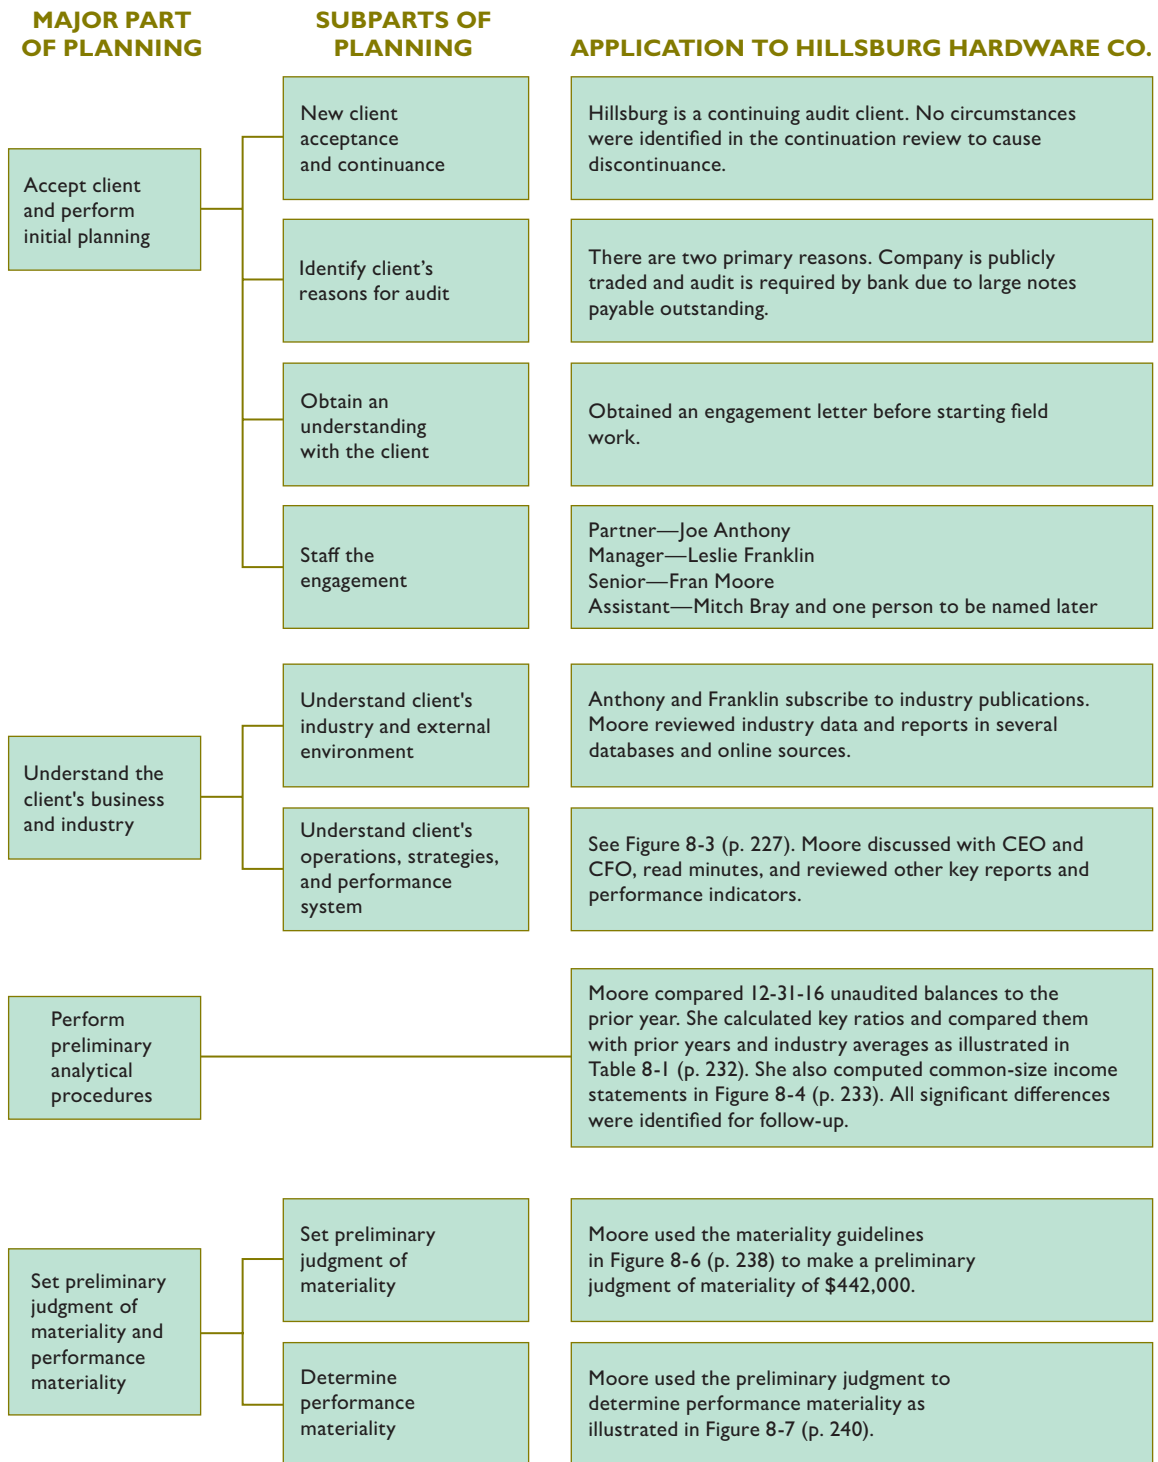 MAJOR PART
OF PLANNING
SUBPARTS OF
PLANNING
APPLICATION TO HILLSBURG HARDWARE CO.
Accept client
and perform
initial planning
New client
acceptance
and continuance
Hillsburg is a continuing audit client. No circumstances
were identified in the continuation review to cause
discontinuance.
Identify client’s
reasons for audit
There are two primary reasons. Company is publicly
traded and audit is required by bank due to large notes
payable outstanding.
Obtain an
understanding
with the client
Obtained an engagement letter before starting field
work.
Staff the
engagement
Partner—Joe Anthony
Manager—Leslie Franklin
Senior—Fran Moore
Assistant—Mitch Bray and one person to be named later
Understand the
client's business
and industry
Understand client's
industry and external
environment
Anthony and Franklin subscribe to industry publications.
Moore reviewed industry data and reports in several
databases and online sources.
Understand client's
operations, strategies,
and performance
system
See Figure 8-3 (p. 227). Moore discussed with CEO and
CFO, read minutes, and reviewed other key reports and
performance indicators.
Perform
preliminary
analytical
procedures
Moore compared 12-31-16 unaudited balances to the
prior year. She calculated key ratios and compared them
with prior years and industry averages as illustrated in
Table 8-1 (p. 232). She also computed common-size income
statements in Figure 8-4 (p. 233). All significant differences
were identified for follow-up.
Set preliminary
judgment of
materiality and
performance
materiality
Set preliminary
judgment of
materiality
Moore used the materiality guidelines
in Figure 8-6 (p. 238) to make a preliminary
judgment of materiality of $442,000.
Determine
performance
materiality
Moore used the preliminary judgment to
determine performance materiality as
illustrated in Figure 8-7 (p. 240).